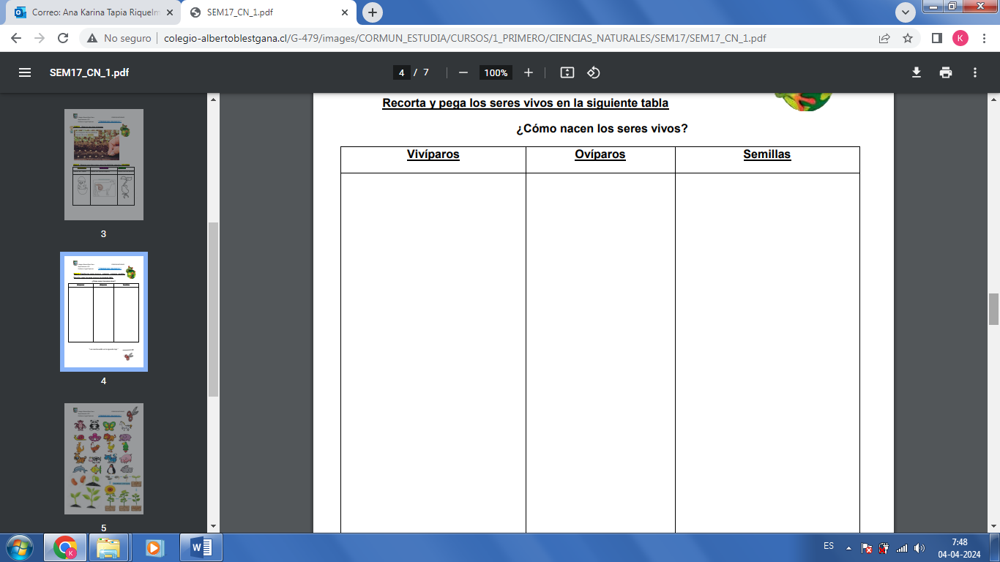 Correo: Ana Karina Tapia Riquelm
SEM17_CN_1.pdf
No seguro
colegio-albertoblestgana.cl/G-479/images/CORMUN_ESTUDIA/CURSOS/1_PRIMERO/CIENCIAS_NATURALES/SEM17/SEM17_CN_1.pdf
K
SEM17_CN_1.pdf
4 / 7
100%
Recorta y pega los seres vivos en la siguiente tabla
¿Cómo nacen los seres vivos?
Vivíparos Ovíparos Semillas
3
4
5
K
W
ES
7:48
04-04-2024